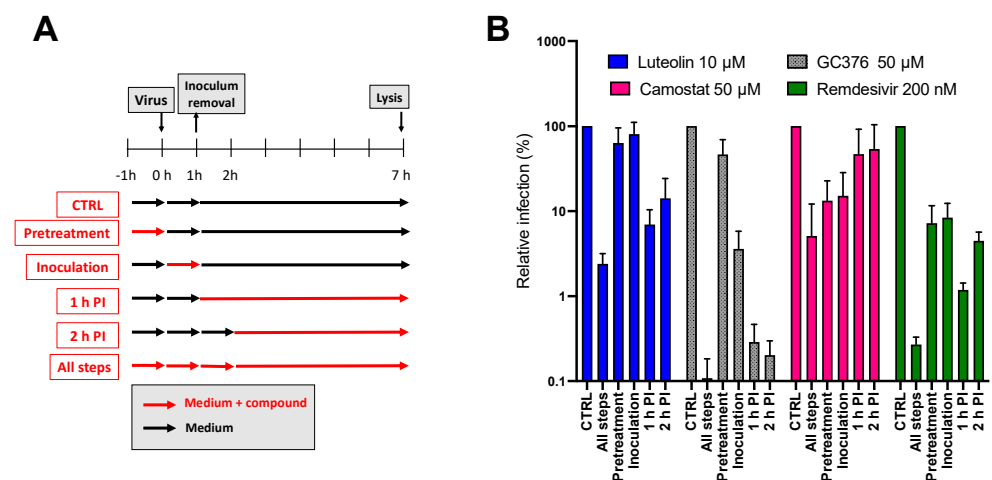 A
Virus
Inoculum
removal
Lysis
-1h
0 h
1h
2h
7 h
CTRL
Pretreatment
Inoculation
1 h PI
2 h PI
All steps
Medium + compound
Medium
B
Relative infection (%)
1000
100
10
1
0.1
Luteolin 10 µM
GC376 50 µM
Camostat 50 µM
Remdesivir 200 nM
CTRL
All steps
Pretreatment
Inoculation
1 h PI
2 h PI
CTRL
All steps
Pretreatment
Inoculation
1 h PI
2 h PI
CTRL
All steps
Pretreatment
Inoculation
1 h PI
2 h PI
CTRL
All steps
Pretreatment
Inoculation
1 h PI
2 h PI